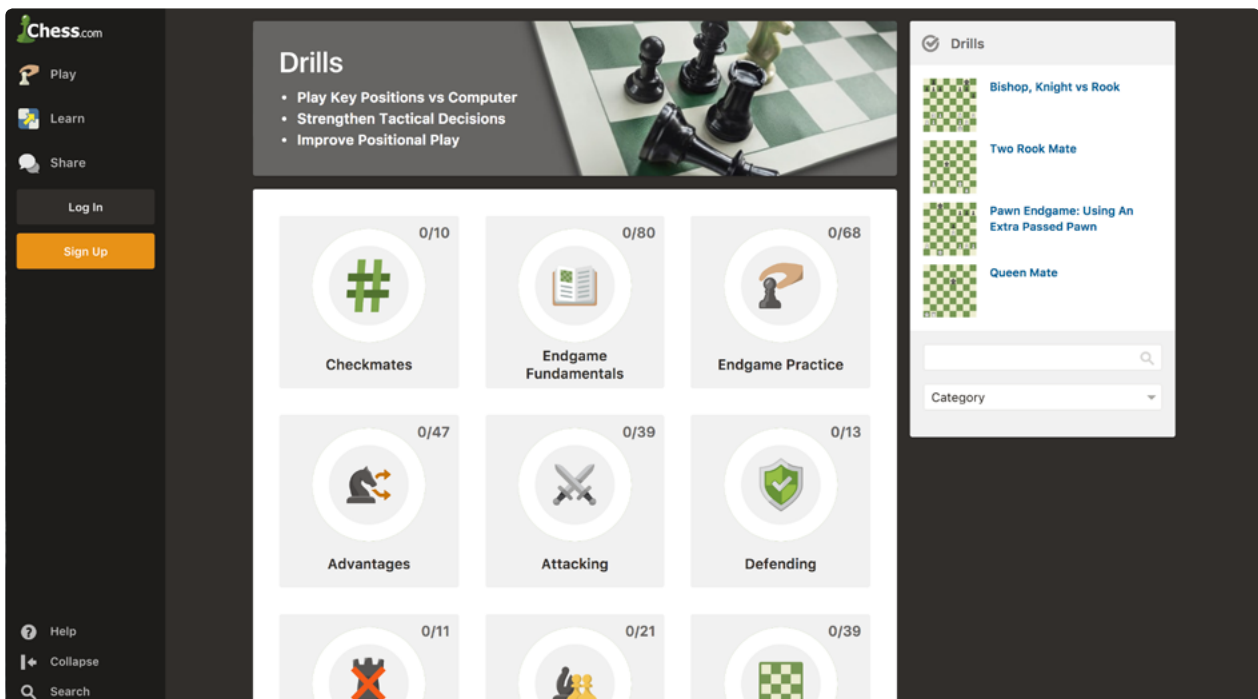 Chess.com
Play
Learn
Share
Log In
Sign Up
Help
Collapse
Search
Drills
• Play Key Positions vs Computer
• Strengthen Tactical Decisions
• Improve Positional Play
0/10
Checkmates
0/80
Endgame
Fundamentals
0/68
Endgame Practice
0/47
Advantages
0/39
Attacking
0/13
Defending
0/11
0/21
0/39
Drills
Bishop, Knight vs Rook
Two Rook Mate
Pawn Endgame: Using An
Extra Passed Pawn
Queen Mate
Category